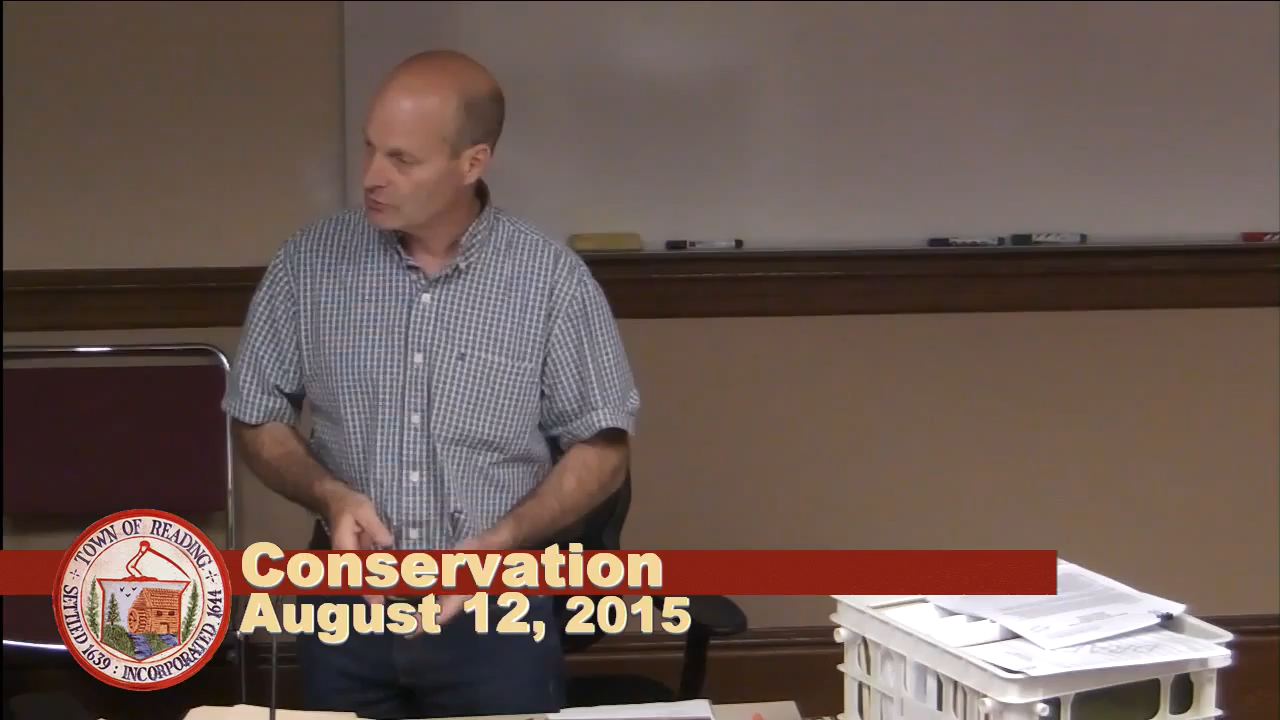 TOWN OF READING
SETTLED 1639 : INCORPORATED 1644
Conservation
August 12, 2015